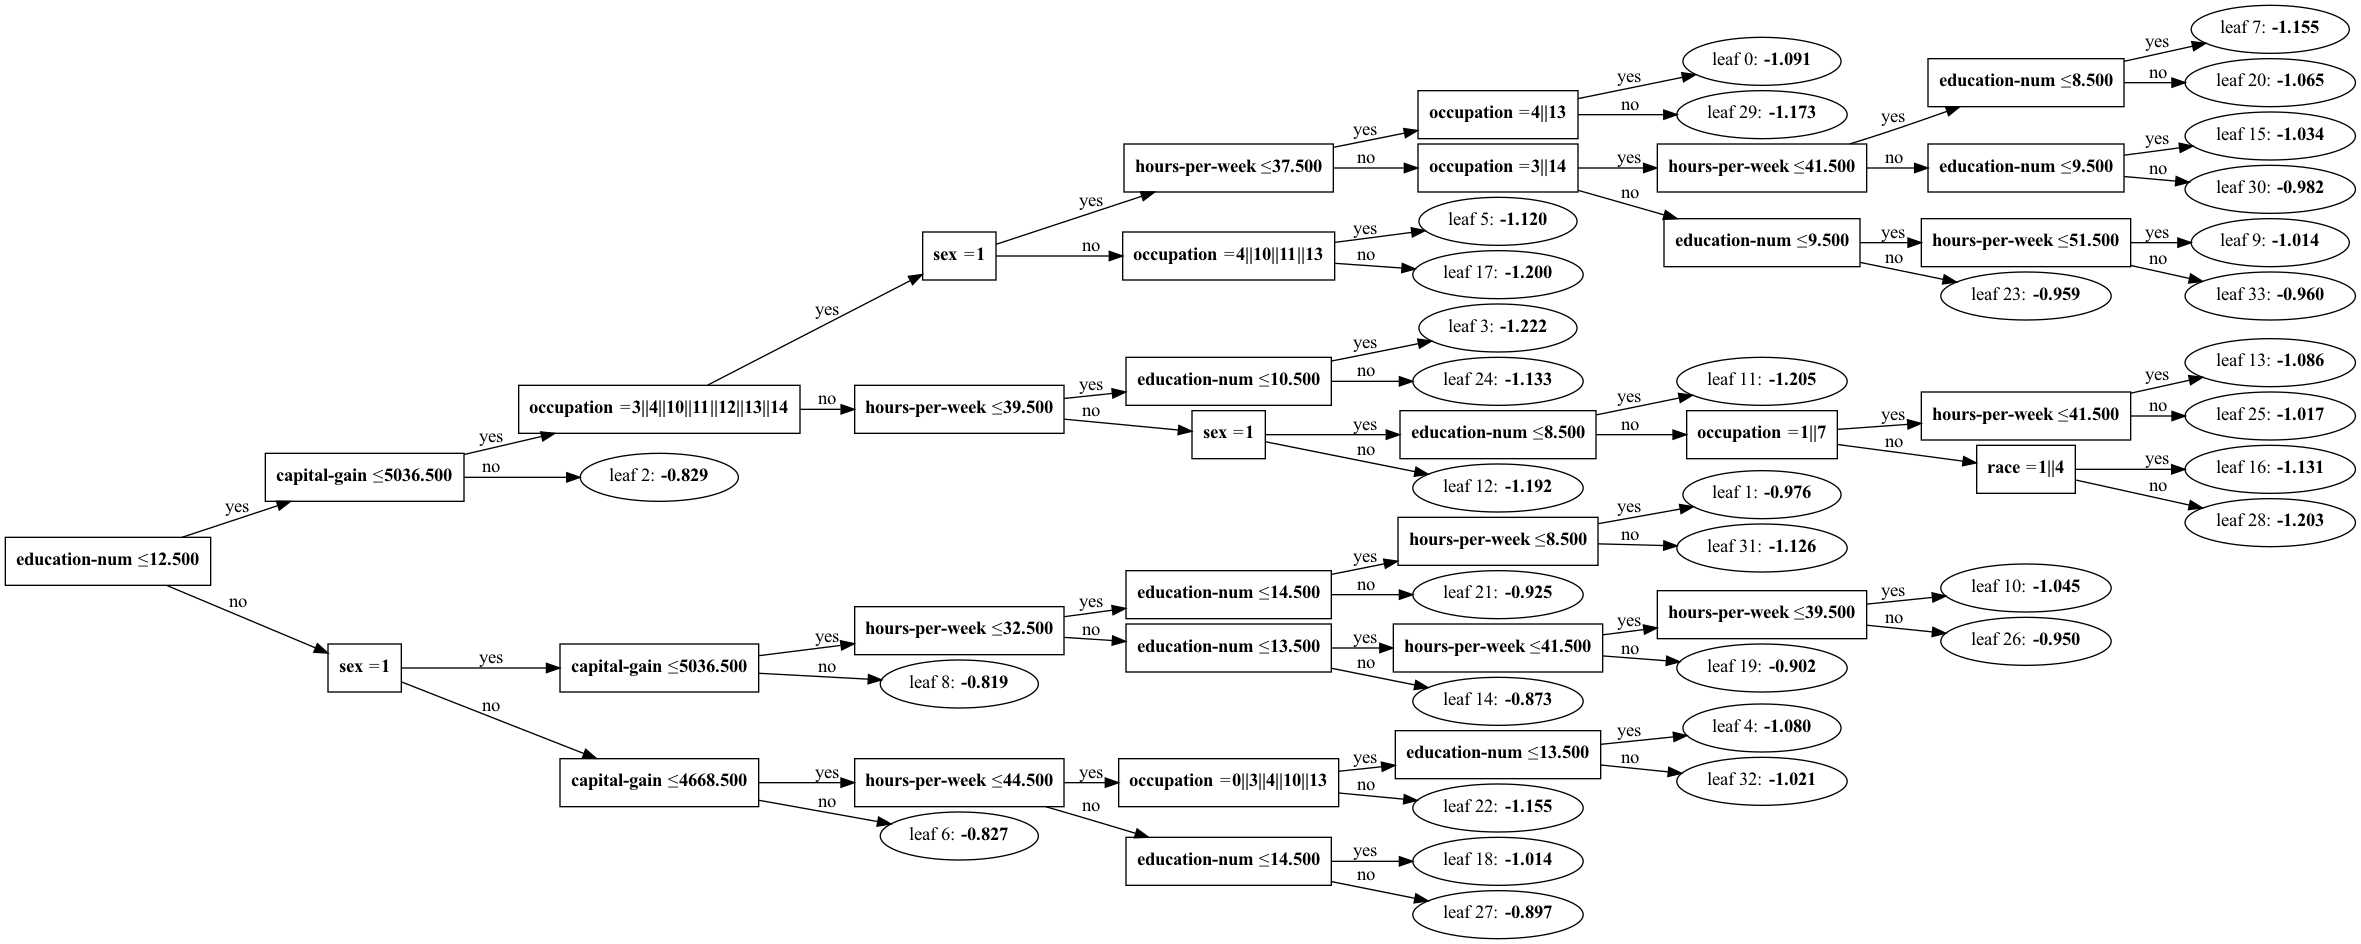 leaf 7: -1.155
yes
leaf 0: -1.091
education-num ≤8.500
no
leaf 20: -1.065
yes
occupation =4||13
no
leaf 29: -1.173
yes
yes
leaf 15: -1.034
yes
hours-per-week ≤37.500
no
occupation =3||14
yes
hours-per-week ≤41.500
no
education-num ≤9.500
no
leaf 30: -0.982
yes
no
leaf 5: -1.120
yes
education-num ≤9.500
yes
hours-per-week ≤51.500
yes
leaf 9: -1.014
sex =1
no
occupation =4||10||11||13
no
leaf 17: -1.200
no
leaf 23: -0.959
no
leaf 33: -0.960
yes
leaf 3: -1.222
yes
education-num ≤10.500
no
leaf 24: -1.133
yes
leaf 11: -1.205
yes
leaf 13: -1.086
occupation =3||4||10||11||12||13||14
no
hours-per-week ≤39.500
yes
no
sex =1
yes
education-num ≤8.500
no
occupation =1||7
yes
hours-per-week ≤41.500
no
leaf 25: -1.017
yes
capital-gain ≤5036.500
no
leaf 2: -0.829
no
leaf 12: -1.192
no
race =1||4
yes
leaf 16: -1.131
no
leaf 28: -1.203
yes
leaf 1: -0.976
yes
hours-per-week ≤8.500
no
leaf 31: -1.126
education-num ≤12.500
yes
education-num ≤14.500
no
leaf 21: -0.925
yes
leaf 10: -1.045
no
yes
hours-per-week ≤32.500
yes
hours-per-week ≤39.500
no
leaf 26: -0.950
no
education-num ≤13.500
yes
hours-per-week ≤41.500
yes
no
leaf 19: -0.902
sex =1
yes
capital-gain ≤5036.500
no
leaf 8: -0.819
no
leaf 14: -0.873
no
yes
leaf 4: -1.080
yes
education-num ≤13.500
no
leaf 32: -1.021
capital-gain ≤4668.500
yes
hours-per-week ≤44.500
yes
occupation =0||3||4||10||13
no
leaf 22: -1.155
no
leaf 6: -0.827
no
education-num ≤14.500
yes
leaf 18: -1.014
no
leaf 27: -0.897